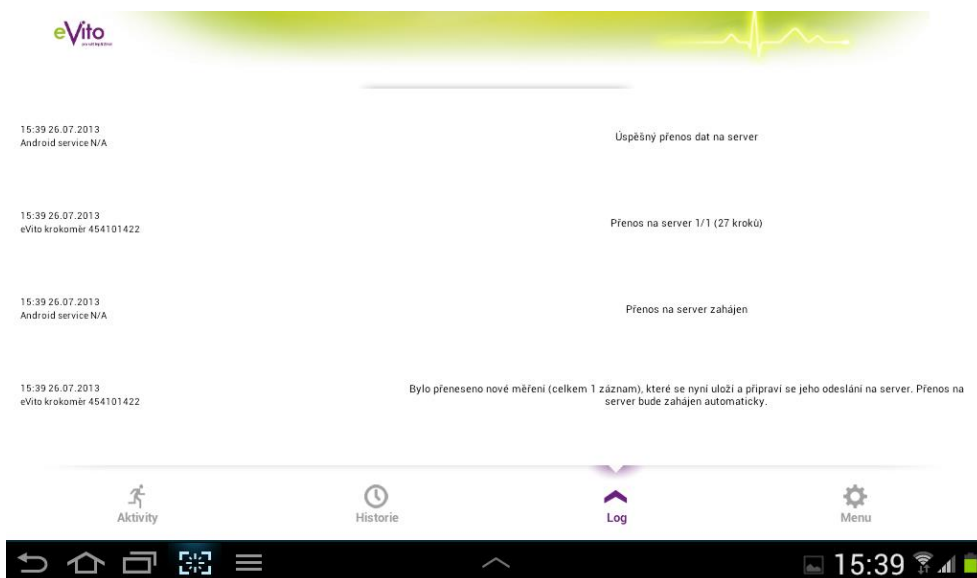 eVito
15:39 26.07.2013
Android service N/A
Úspěšný přenos dat na server
15:39 26.07.2013
eVito krokoměr 454101422
Přenos na server 1/1 (27 kroků)
15:39 26.07.2013
Android service N/A
Přenos na server zahájen
15:39 26.07.2013
eVito krokoměr 454101422
Bylo přeneseno nové měření (celkem 1 záznam), které se nyní uloží a připraví se jeho odeslání na server. Přenos na
server bude zahájen automaticky.
Aktivity
Historie
Log
Menu
15:39